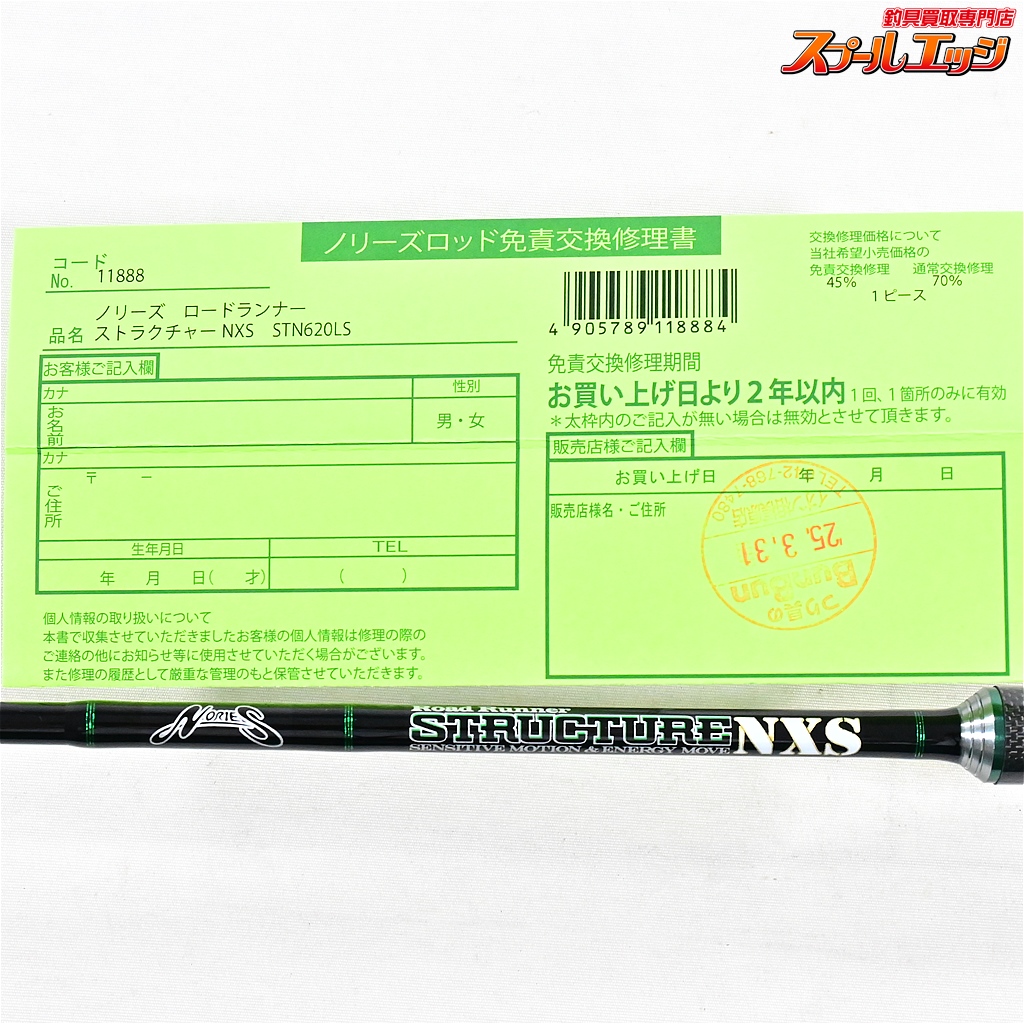 釣具買取専門店
スプールエッジ
ノリーズロッド免責交換修理書
コード
No. 11888
ノリーズ ロードランナー
品名 ストラクチャーNXS STN620LS
4 905789 118884
交換修理価格について
当社希望小売価格の
免責交換修理 通常交換修理
45% 70%
1ピース
免責交換修理期間
お買い上げ日より2年以内 1回、1箇所のみに有効
*太枠内のご記入が無い場合は無効とさせて頂きます。
お客様ご記入欄
カナ
性別
お名前
男・女
カナ
〒 －
ご住所
生年月日 TEL
年 月 日( 才) ( )
販売店様ご記入欄
お買い上げ日 年 月 日
販売店様名・ご住所
つり具の
BunBun
'25. 3. 31
個人情報の取り扱いについて
本書で収集させていただきましたお客様の個人情報は修理の際の
ご連絡の他にお知らせ等に使用させていただく場合がございます。
また修理の履歴として厳重な管理のもと保管させていただきます。
NORIES
Road Runner
STRUCTURE NXS
SENSITIVE MOTION & ENERGY MOVE